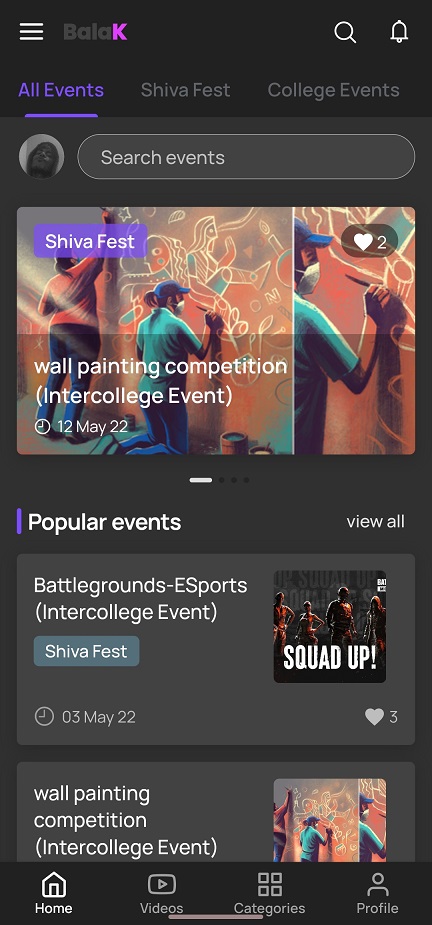 BalaK
All Events
Shiva Fest
College Events
Search events
Shiva Fest
2
wall painting competition
(Intercollege Event)
12 May 22
Popular events
view all
Battlegrounds-ESports
(Intercollege Event)
Shiva Fest
SQUAD UP!
03 May 22
3
wall painting
competition
(Intercollege Event)
Home
Videos
Categories
Profile